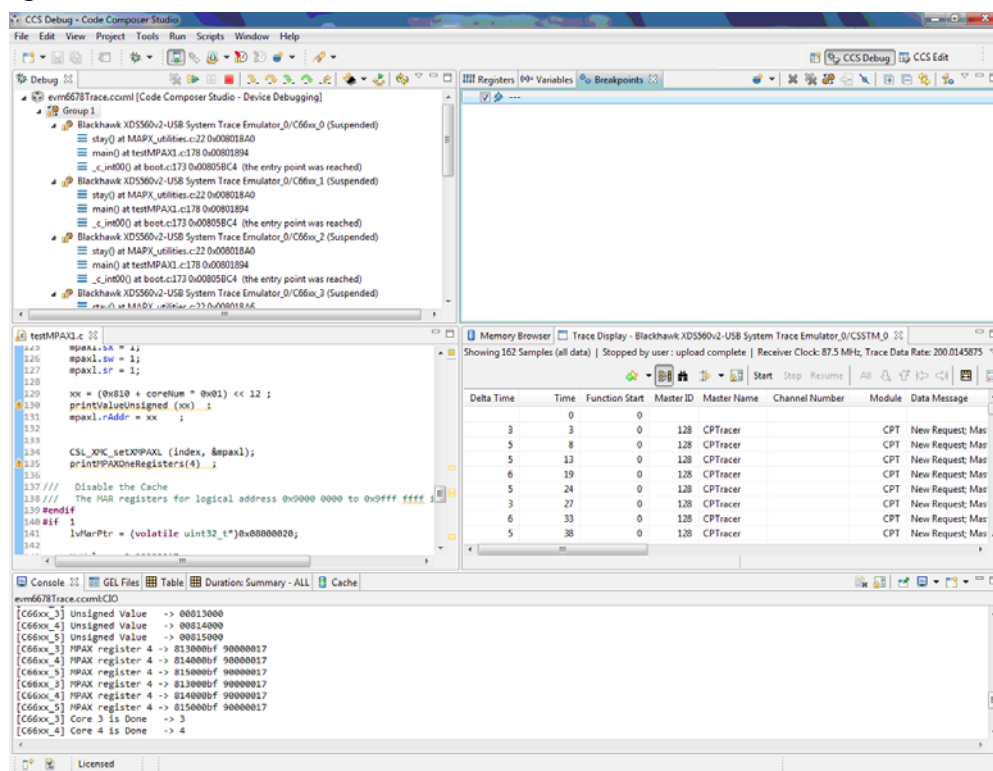 CCS Debug - Code Composer Studio
File Edit View Project Tools Run Scripts Window Help
CCS Debug CCS Edit
Debug
evm6678Trace.ccxml [Code Composer Studio - Device Debugging]
Group 1
Blackhawk XDS560v2-USB System Trace Emulator_0/C66xx_0 (Suspended)
stay() at MAPX_utilities.c:22 0x008018A0
main() at testMPAX1.c:178 0x00801894
_c_int00() at boot.c:173 0x00805BC4 (the entry point was reached)
Blackhawk XDS560v2-USB System Trace Emulator_0/C66xx_1 (Suspended)
stay() at MAPX_utilities.c:22 0x008018A0
main() at testMPAX1.c:178 0x00801894
_c_int00() at boot.c:173 0x00805BC4 (the entry point was reached)
Blackhawk XDS560v2-USB System Trace Emulator_0/C66xx_2 (Suspended)
stay() at MAPX_utilities.c:22 0x008018A0
main() at testMPAX1.c:178 0x00801894
_c_int00() at boot.c:173 0x00805BC4 (the entry point was reached)
Blackhawk XDS560v2-USB System Trace Emulator_0/C66xx_3 (Suspended)
Registers (x)= Variables Breakpoints
---
testMPAX1.c
125 mpaxl.sx = 1;
126 mpaxl.sw = 1;
127 mpaxl.sr = 1;
128
129 xx = (0x810 + coreNum * 0x01) << 12 ;
130 printValueUnsigned (xx) ;
131 mpaxl.rAddr = xx ;
132
133
134 CSL_XMC_setXMPAXL (index, &mpaxl);
135 printMPAXOneRegisters(4) ;
136
137 /// Disable the Cache
138 /// The MAR registers for logical address 0x9000 0000 to 0x9fff ffff i
139 #endif
140 #if 1
141 lvMarPtr = (volatile uint32_t*)0x08000020;
142
Memory Browser Trace Display - Blackhawk XDS560v2-USB System Trace Emulator_0/CSSTM_0
Showing 162 Samples (all data) | Stopped by user : upload complete | Receiver Clock: 87.5 MHz, Trace Data Rate: 200.0145875
Start Stop Resume All
Delta Time Time Function Start Master ID Master Name Channel Number Module Data Message
0 0
3 3 0 128 CPTracer CPT New Request; Mas
5 8 0 128 CPTracer CPT New Request; Mas
5 13 0 128 CPTracer CPT New Request; Mas
6 19 0 128 CPTracer CPT New Request; Mas
5 24 0 128 CPTracer CPT New Request; Mas
3 27 0 128 CPTracer CPT New Request; Mas
6 33 0 128 CPTracer CPT New Request; Mas
5 38 0 128 CPTracer CPT New Request; Mas
Console GEL Files Table Duration: Summary - ALL Cache
evm6678Trace.ccxml:CIO
[C66xx_3] Unsigned Value -> 00813000
[C66xx_4] Unsigned Value -> 00814000
[C66xx_5] Unsigned Value -> 00815000
[C66xx_3] MPAX register 4 -> 813000bf 90000017
[C66xx_4] MPAX register 4 -> 814000bf 90000017
[C66xx_5] MPAX register 4 -> 815000bf 90000017
[C66xx_3] MPAX register 4 -> 813000bf 90000017
[C66xx_4] MPAX register 4 -> 814000bf 90000017
[C66xx_5] MPAX register 4 -> 815000bf 90000017
[C66xx_3] Core 3 is Done -> 3
[C66xx_4] Core 4 is Done -> 4
Licensed